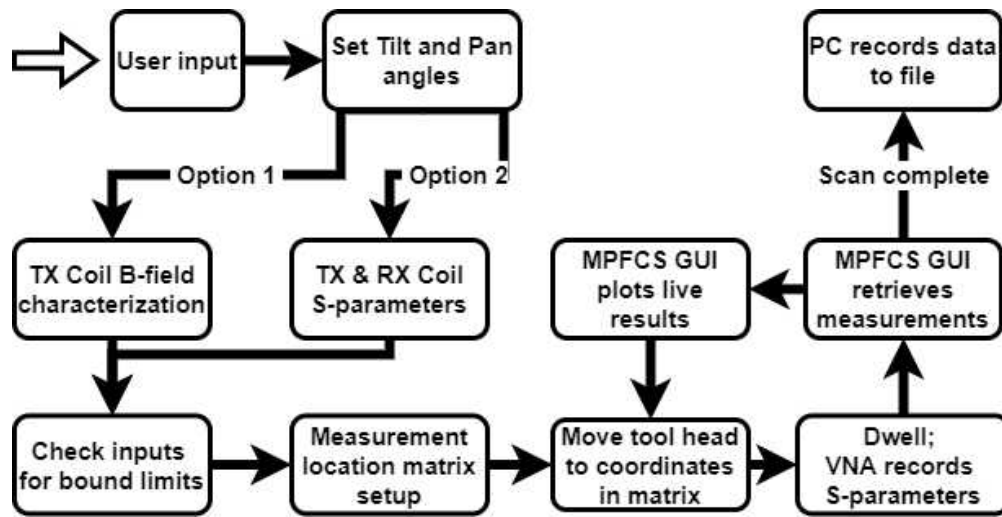 User input
Set Tilt and Pan
angles
PC records data
to file
Option 1
Option 2
Scan complete
TX Coil B-field
characterization
TX & RX Coil
S-parameters
MPFCS GUI
plots live
results
MPFCS GUI
retrieves
measurements
Check inputs
for bound limits
Measurement
location matrix
setup
Move tool head
to coordinates
in matrix
Dwell;
VNA records
S-parameters